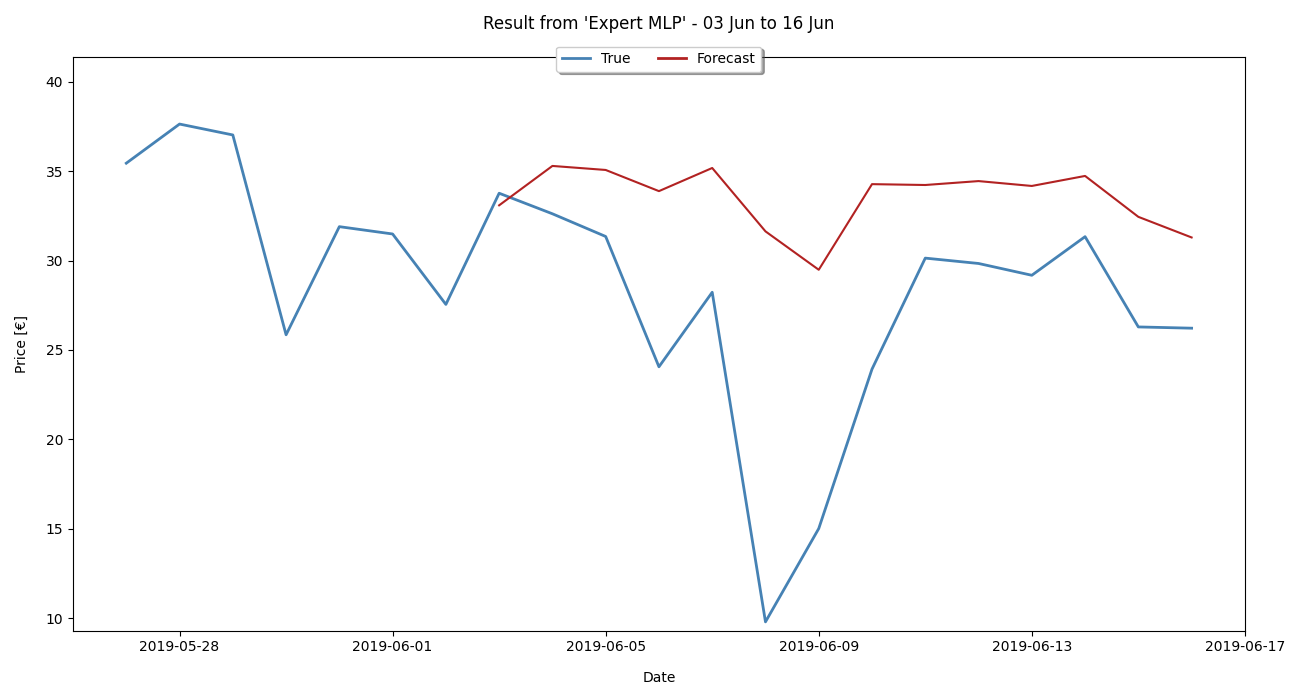 Result from 'Expert MLP' - 03 Jun to 16 Jun
True Forecast
40
35
30
25
20
15
10
Price [€]
2019-05-28 2019-06-01 2019-06-05 2019-06-09 2019-06-13 2019-06-17
Date